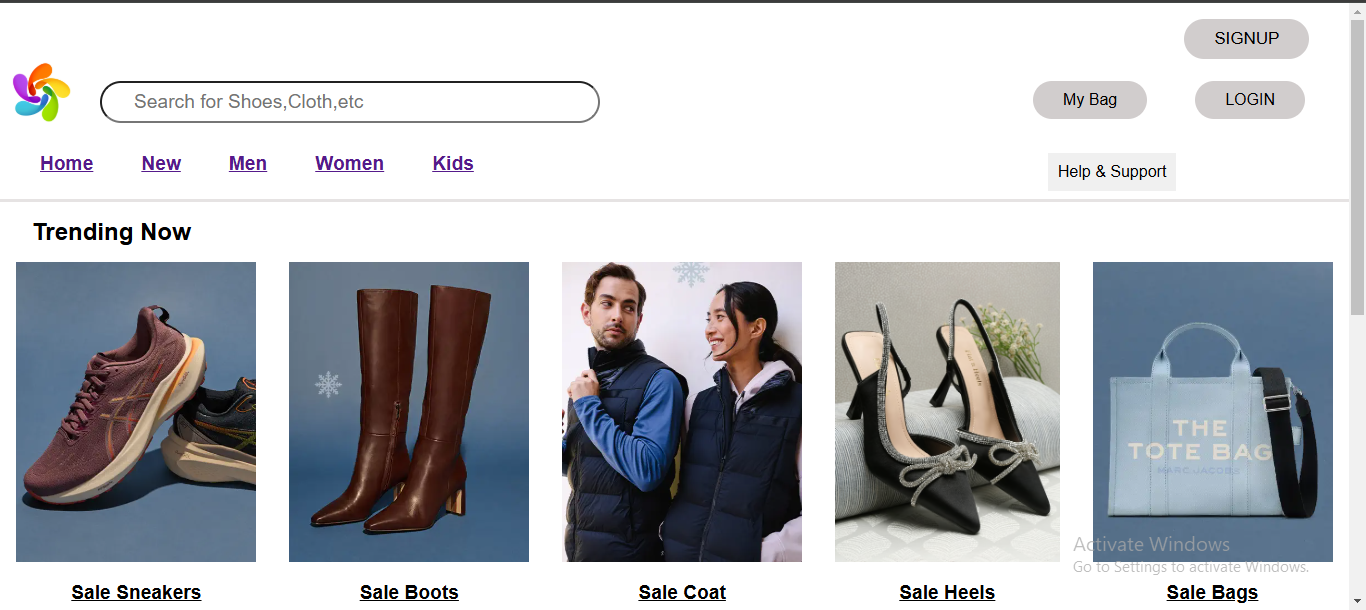 SIGNUP
Search for Shoes,Cloth,etc
My Bag
LOGIN
Home New Men Women Kids
Help & Support
Trending Now
THE
TOTE BAG
MARC JACOBS
Activate Windows
Go to Settings to activate Windows.
Sale Sneakers Sale Boots Sale Coat Sale Heels Sale Bags